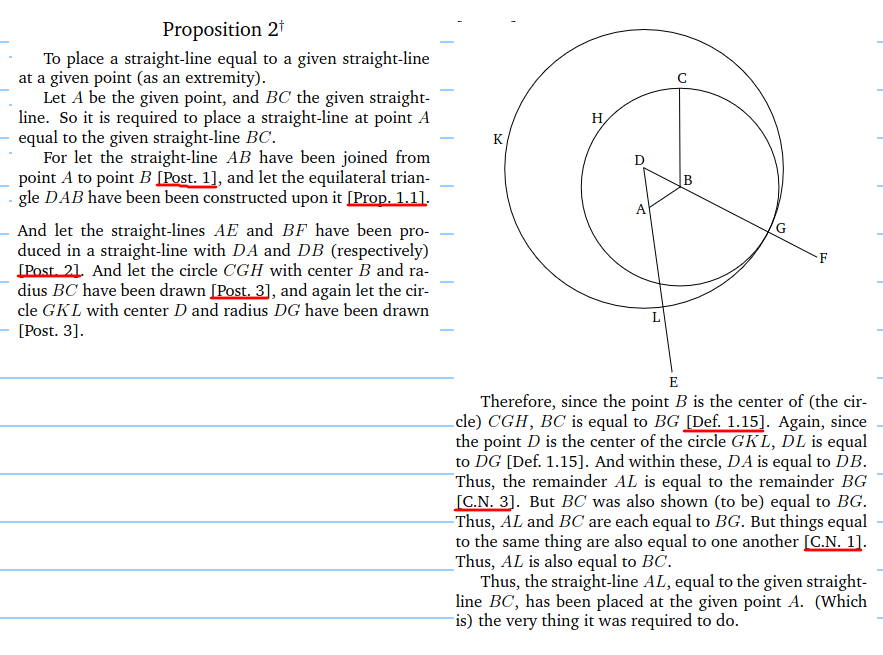 Proposition 2†
To place a straight-line equal to a given straight-line
at a given point (as an extremity).
Let A be the given point, and BC the given straight-
line. So it is required to place a straight-line at point A
equal to the given straight-line BC.
For let the straight-line AB have been joined from
point A to point B [Post. 1], and let the equilateral trian-
gle DAB have been been constructed upon it [Prop. 1.1].
And let the straight-lines AE and BF have been pro-
duced in a straight-line with DA and DB (respectively)
[Post. 2]. And let the circle CGH with center B and ra-
dius BC have been drawn [Post. 3], and again let the cir-
cle GKL with center D and radius DG have been drawn
[Post. 3].
C
H
K
D
B
A
G
F
L
E
Therefore, since the point B is the center of (the cir-
cle) CGH, BC is equal to BG [Def. 1.15]. Again, since
the point D is the center of the circle GKL, DL is equal
to DG [Def. 1.15]. And within these, DA is equal to DB.
Thus, the remainder AL is equal to the remainder BG
[C.N. 3]. But BC was also shown (to be) equal to BG.
Thus, AL and BC are each equal to BG. But things equal
to the same thing are also equal to one another [C.N. 1].
Thus, AL is also equal to BC.
Thus, the straight-line AL, equal to the given straight-
line BC, has been placed at the given point A. (Which
is) the very thing it was required to do.